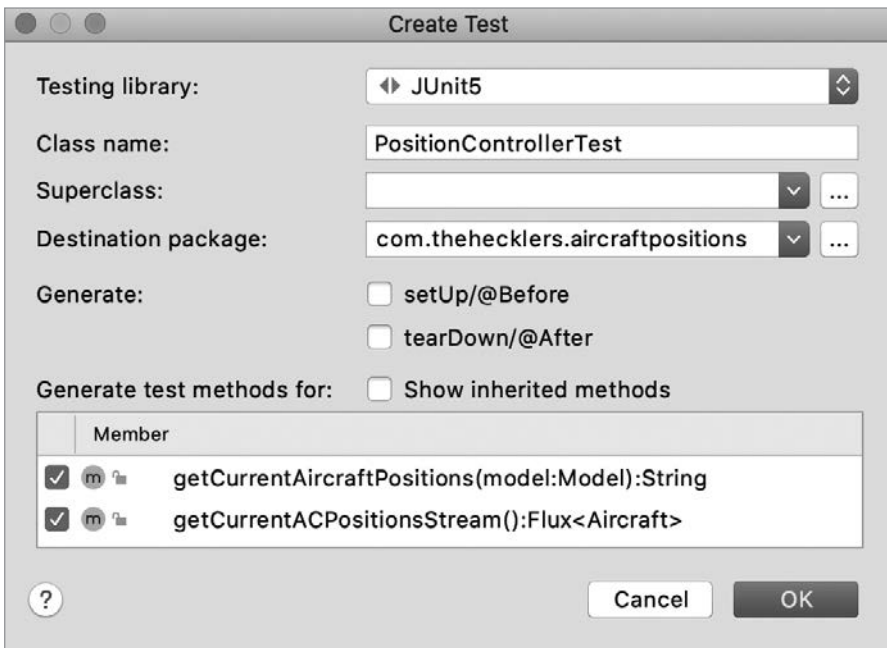 Create Test
Testing library: JUnit5
Class name: PositionControllerTest
Superclass: ...
Destination package: com.thehecklers.aircraftpositions ...
Generate: setUp/@Before
tearDown/@After
Generate test methods for: Show inherited methods
Member
m getCurrentAircraftPositions(model:Model):String
m getCurrentACPositionsStream():Flux<Aircraft>
? Cancel OK